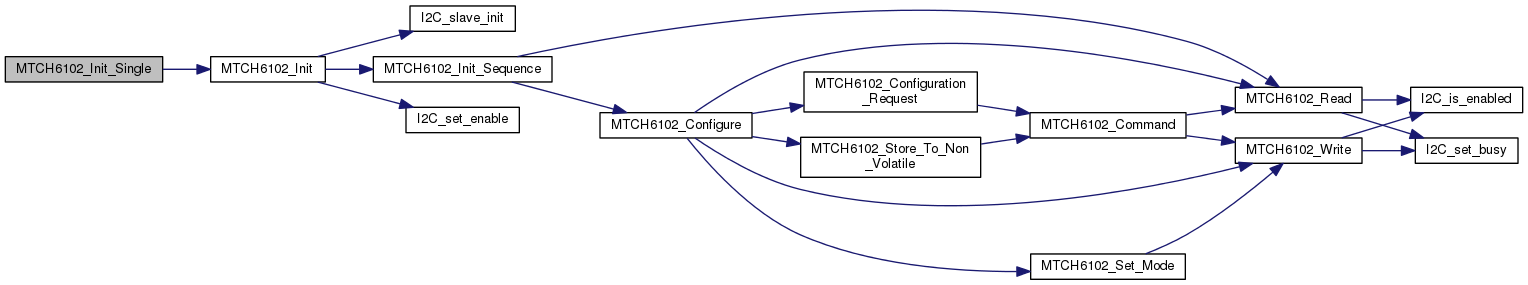 MTCH6102_Init_Single
MTCH6102_Init
I2C_slave_init
MTCH6102_Init_Sequence
I2C_set_enable
MTCH6102_Configure
MTCH6102_Configuration
_Request
MTCH6102_Store_To_Non
_Volatile
MTCH6102_Command
MTCH6102_Set_Mode
MTCH6102_Read
MTCH6102_Write
I2C_is_enabled
I2C_set_busy